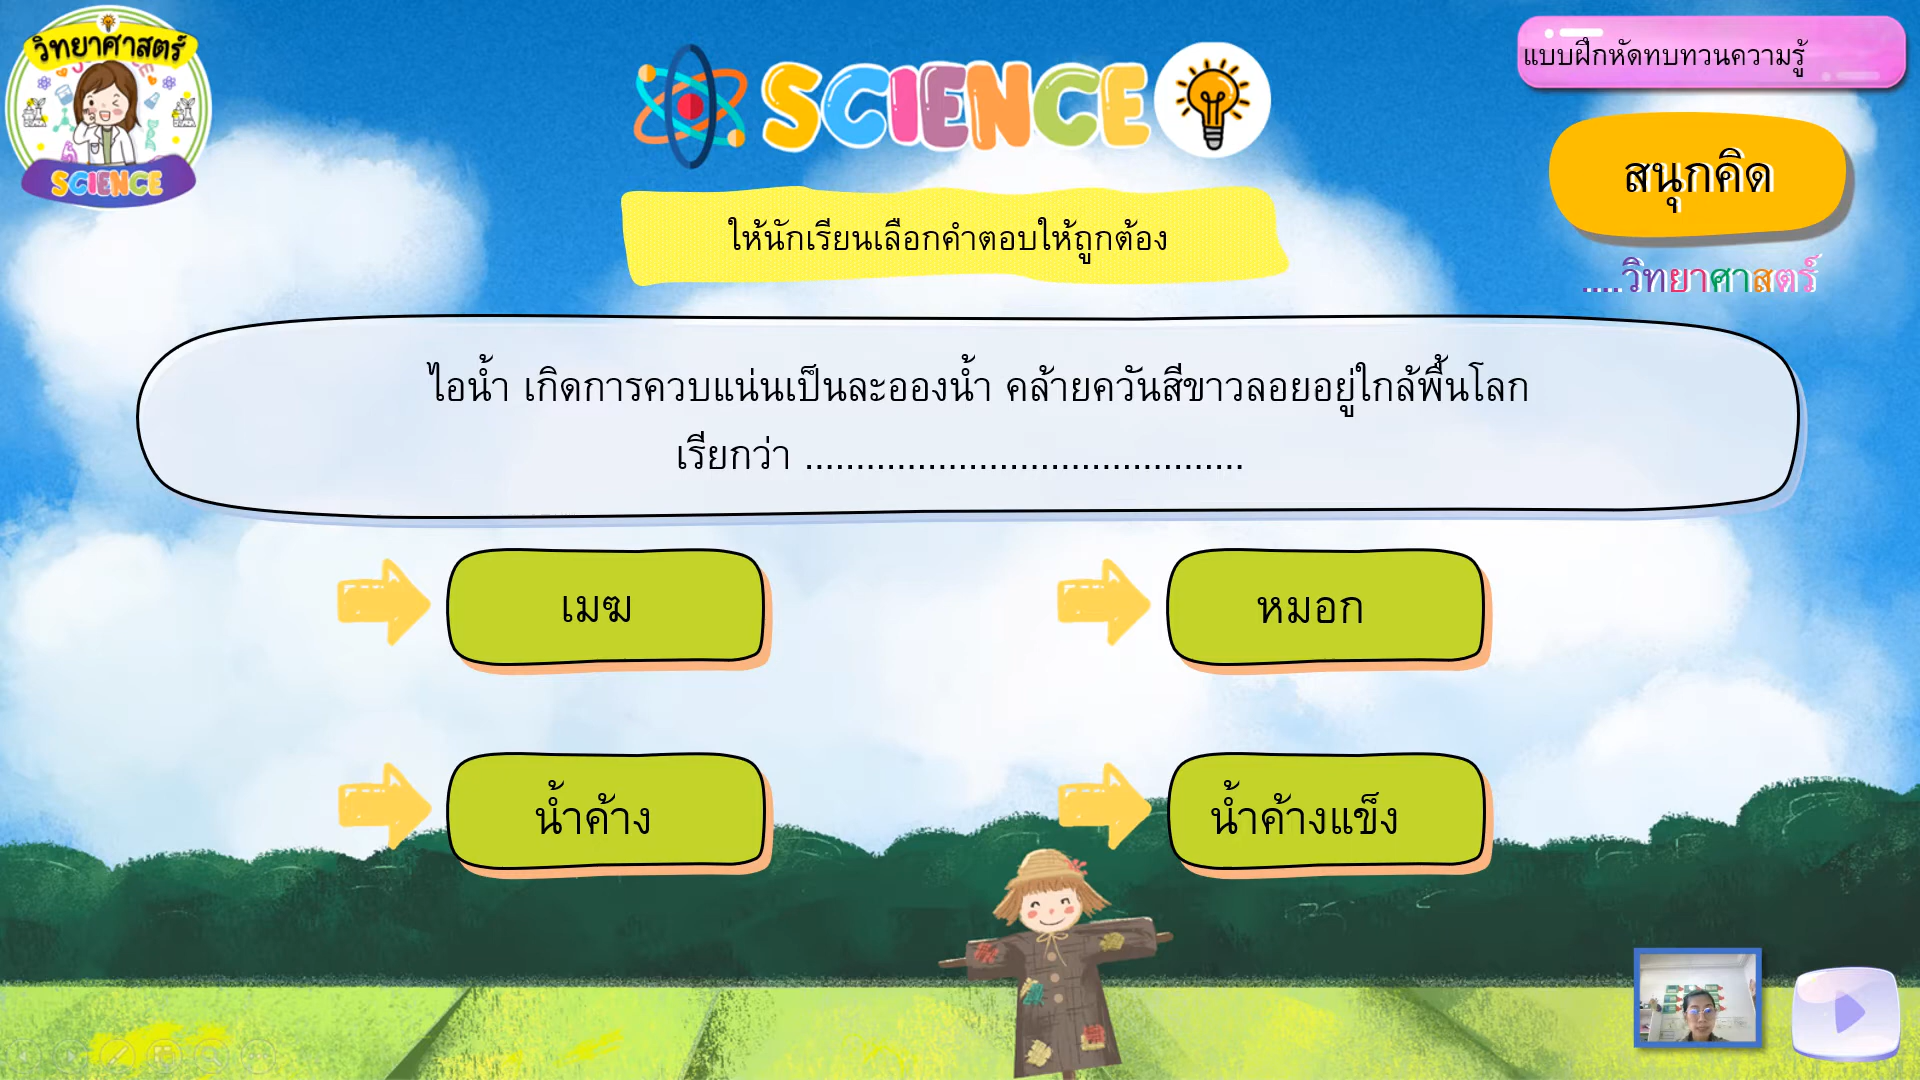 วิทยาศาสตร์
SCIENCE
SCIENCE
แบบฝึกหัดทบทวนความรู้
สนุกคิด
.....วิทยาศาสตร์
ให้นักเรียนเลือกคำตอบให้ถูกต้อง
ไอน้ำ เกิดการควบแน่นเป็นละอองน้ำ คล้ายควันสีขาวลอยอยู่ใกล้พื้นโลก
เรียกว่า ...........................................
เมฆ
หมอก
น้ำค้าง
น้ำค้างแข็ง